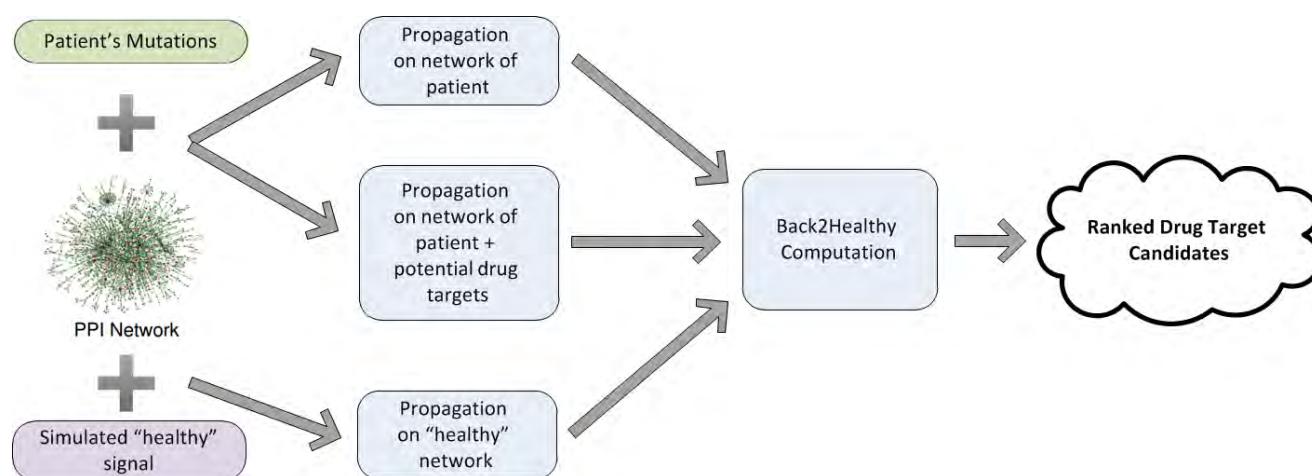 Patient’s Mutations
PPI Network
Simulated “healthy”
signal
Propagation
on network of
patient
Propagation
on network of
patient +
potential drug
targets
Propagation
on “healthy”
network
Back2Healthy
Computation
Ranked Drug Target
Candidates